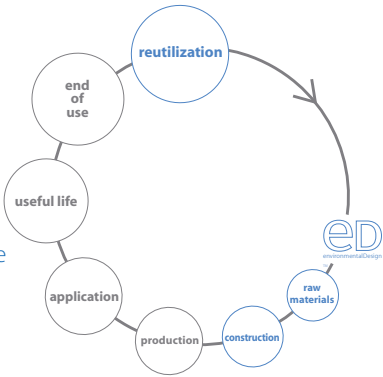 reutilization
end
of
use
useful life
e
application
production
construction
raw
materials
eD
environmentalDesign